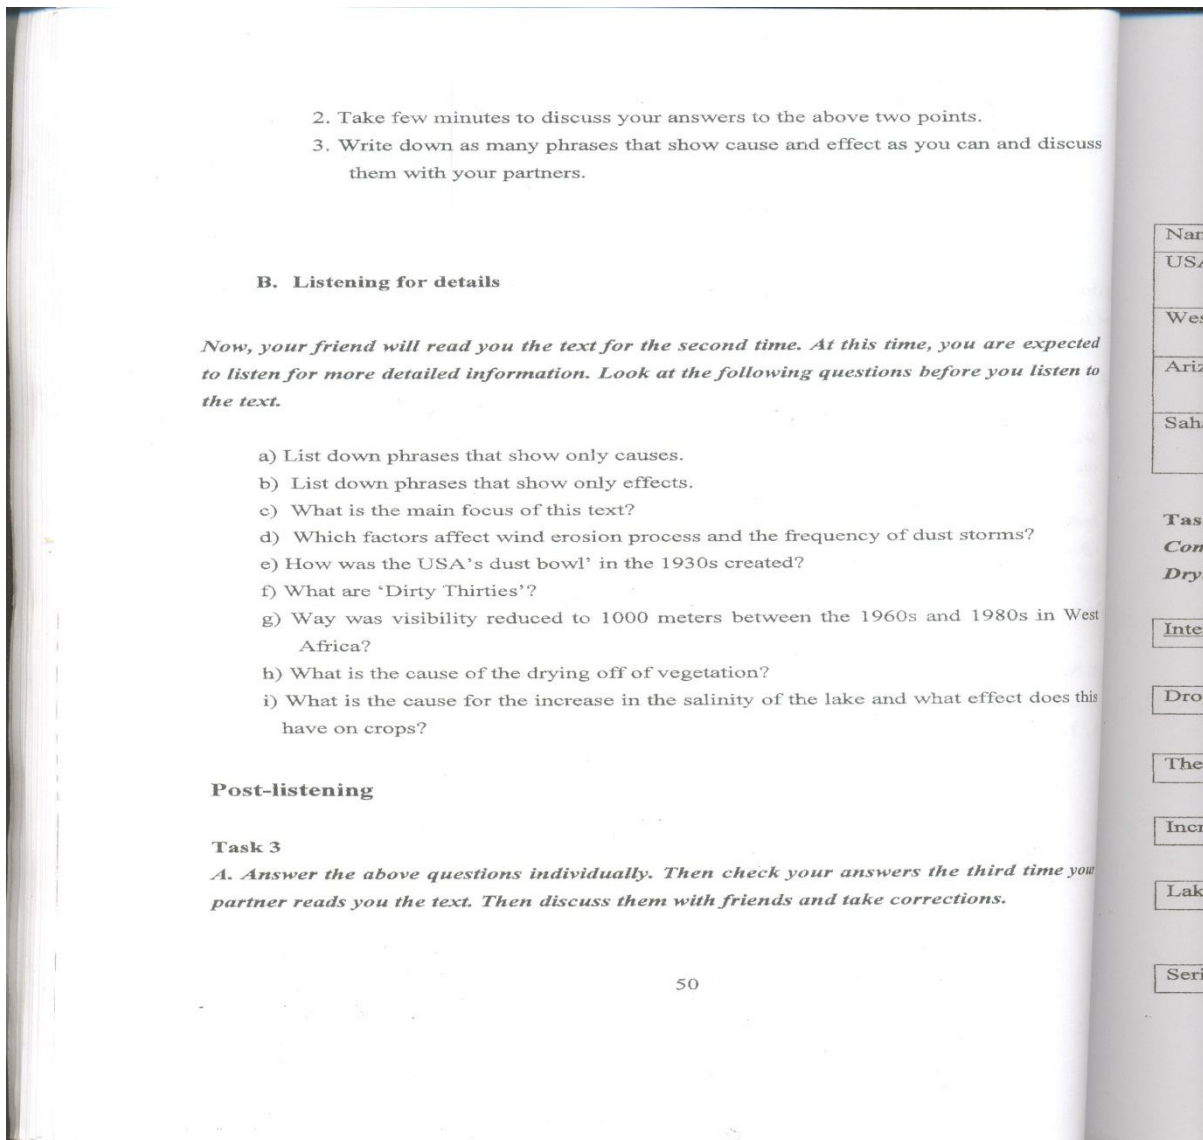 2. Take few minutes to discuss your answers to the above two points.
3. Write down as many phrases that show cause and effect as you can and discuss
them with your partners.
B. Listening for details
Now, your friend will read you the text for the second time. At this time, you are expected
to listen for more detailed information. Look at the following questions before you listen to
the text.
a) List down phrases that show only causes.
b) List down phrases that show only effects.
c) What is the main focus of this text?
d) Which factors affect wind erosion process and the frequency of dust storms?
e) How was the USA's dust bowl' in the 1930s created?
f) What are ‘Dirty Thirties’?
g) Way was visibility reduced to 1000 meters between the 1960s and 1980s in West
Africa?
h) What is the cause of the drying off of vegetation?
i) What is the cause for the increase in the salinity of the lake and what effect does this
have on crops?
Post-listening
Task 3
A. Answer the above questions individually. Then check your answers the third time your
partner reads you the text. Then discuss them with friends and take corrections.
50
The